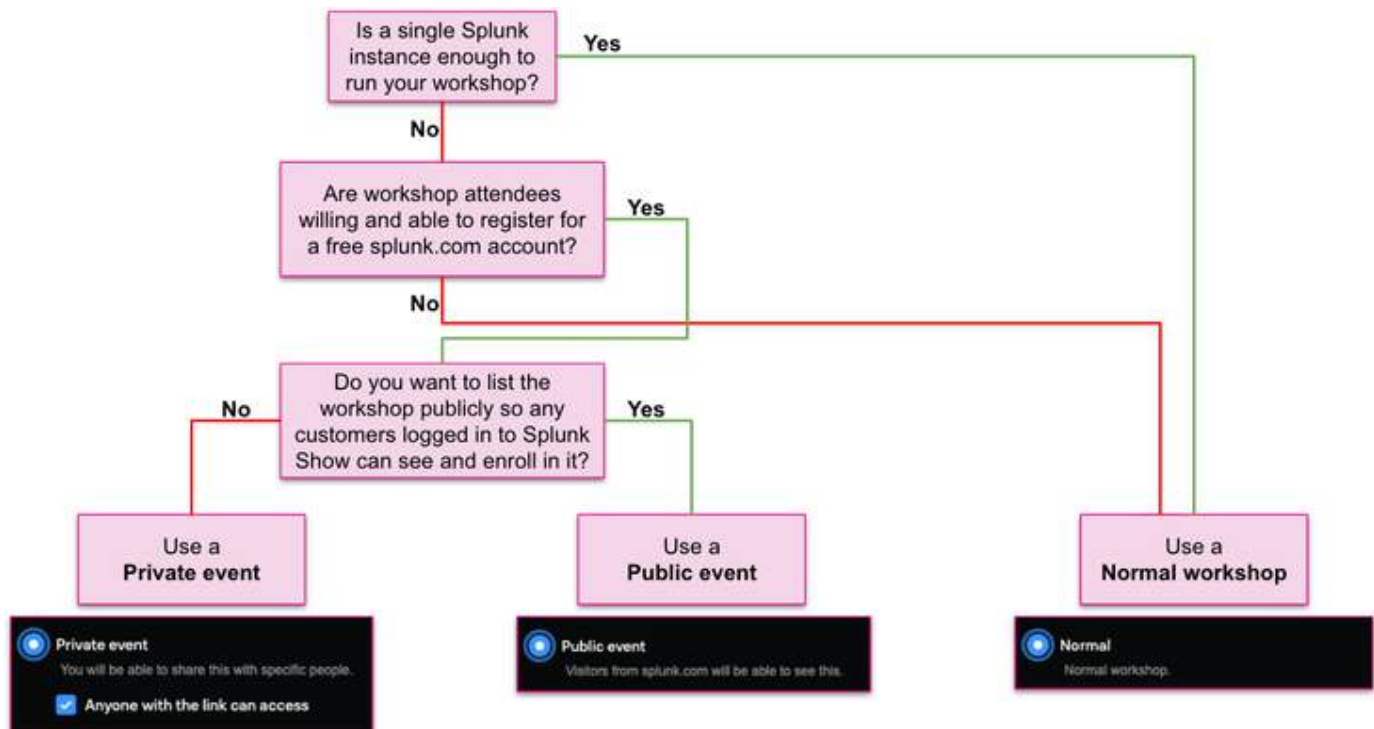 Is a single Splunk
instance enough to
run your workshop?
Yes
No
Are workshop attendees
willing and able to register for
a free splunk.com account?
Yes
No
Do you want to list the
workshop publicly so any
customers logged in to Splunk
Show can see and enroll in it?
No
Yes
Use a
Private event
Use a
Public event
Use a
Normal workshop
Private event
You will be able to share this with specific people.
Anyone with the link can access
Public event
Visitors from splunk.com will be able to see this.
Normal
Normal workshop.